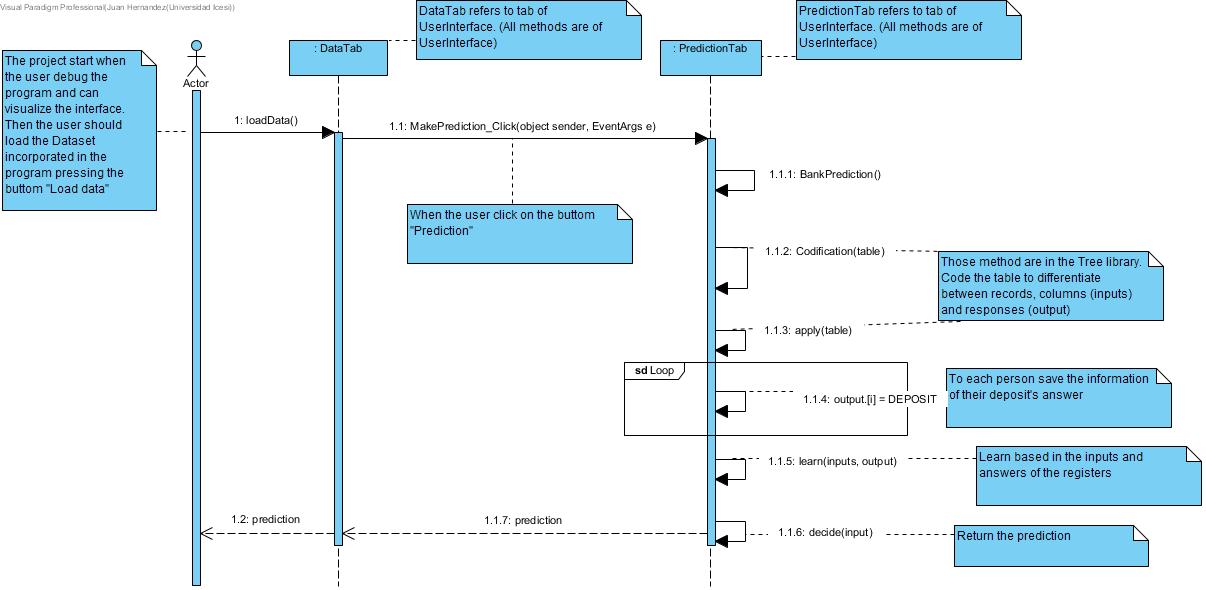 Visual Paradigm Professional(Juan Hernandez(Universidad Icesi))
DataTab refers to tab of
UserInterface. (All methods are of
UserInterface)
PredictionTab refers to tab of
UserInterface. (All methods are of
UserInterface)
The project start when
the user debug the
program and can
visualize the interface.
Then the user should
load the Dataset
incorporated in the
program pressing the
buttom "Load data"
Actor
: DataTab
: PredictionTab
1: loadData()
1.1: MakePrediction_Click(object sender, EventArgs e)
1.1.1: BankPrediction()
When the user click on the buttom
"Prediction"
1.1.2: Codification(table)
Those method are in the Tree library.
Code the table to differentiate
between records, columns (inputs)
and responses (output)
1.1.3: apply(table)
sd Loop
1.1.4: output.[i] = DEPOSIT
To each person save the information
of their deposit's answer
1.1.5: learn(inputs, output)
Learn based in the inputs and
answers of the registers
1.2: prediction
1.1.7: prediction
1.1.6: decide(input)
Return the prediction